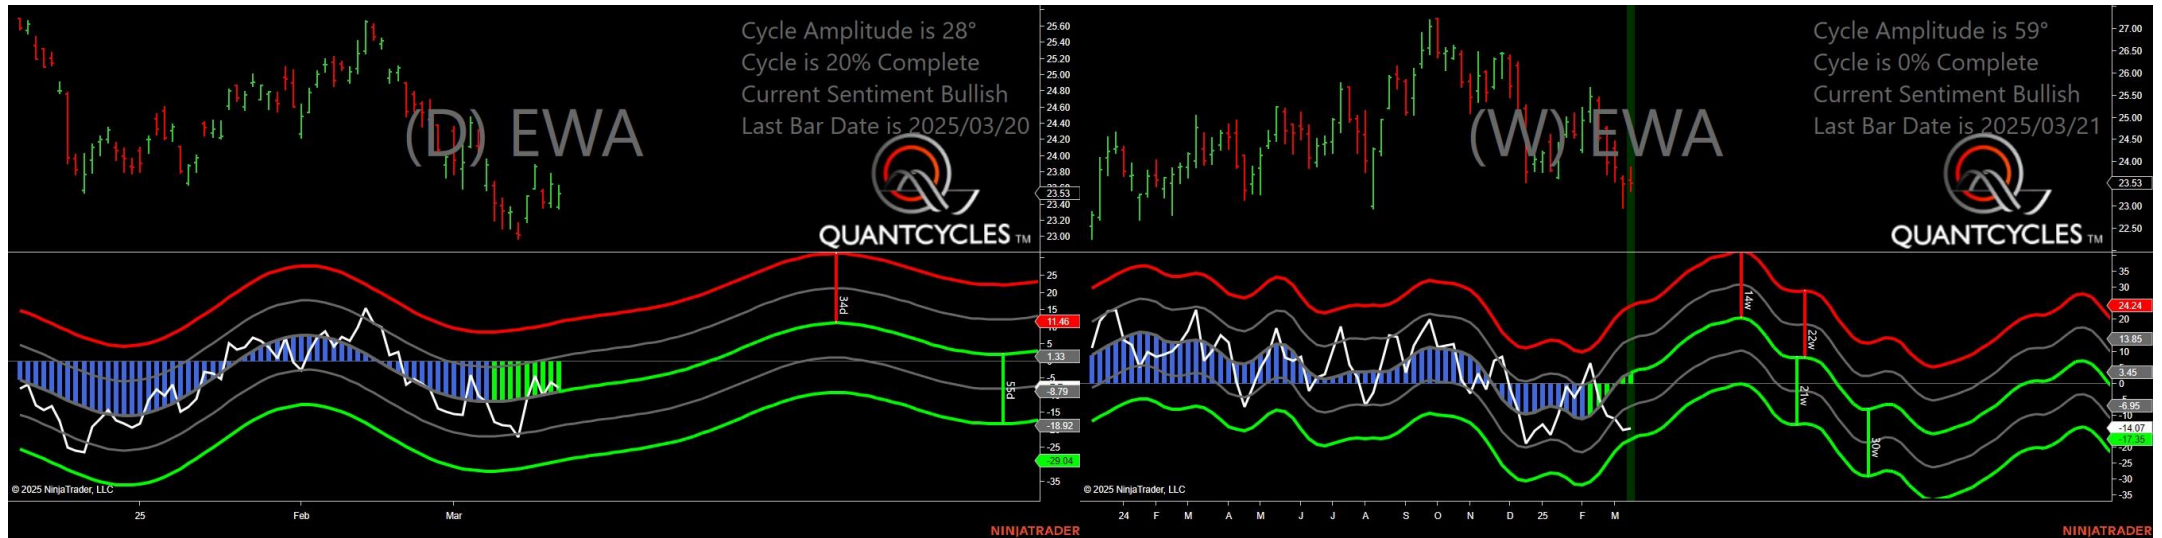 Cycle Amplitude is 28°
Cycle is 20% Complete
Current Sentiment Bullish
Last Bar Date is 2025/03/20
(D) EWA
QUANTCYCLES TM
25.60
25.40
25.20
25.00
24.80
24.60
24.40
24.20
24.00
23.80
23.53
23.40
23.20
23.00
34d
55d
25
20
15
11.46
5
1.33
-8.79
-15
-18.92
-25
-29.04
-35
© 2025 NinjaTrader, LLC
25 Feb Mar
NINJATRADER
Cycle Amplitude is 59°
Cycle is 0% Complete
Current Sentiment Bullish
Last Bar Date is 2025/03/21
(W) EWA
QUANTCYCLES TM
27.00
26.50
26.00
25.50
25.00
24.50
24.00
23.53
23.00
22.50
14w
22w
21w
30w
35
30
24.24
20
13.85
10
3.45
0
-6.95
-10
-14.07
-17.35
-25
-30
-35
© 2025 NinjaTrader, LLC
24 F M A M J J A S O N D 25 F M
NINJATRADER